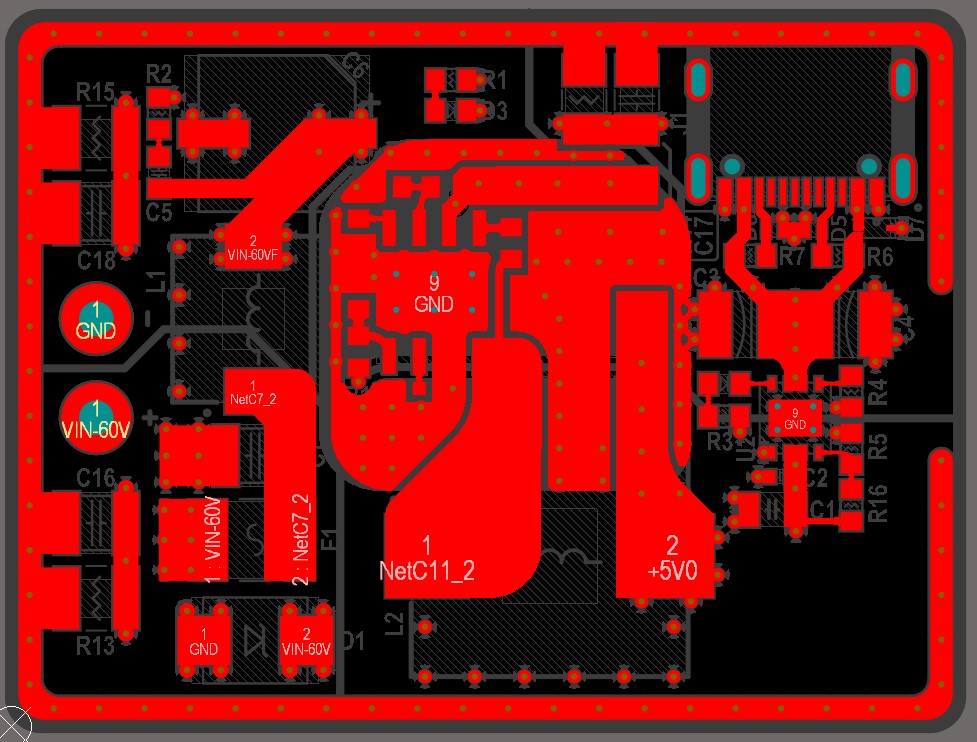 R2
C6
R15
R1
D3
J1
+
C5
C17
D5
D7
2
VIN-60VF
R7
R6
C18
L1
C3
9
GND
1
GND
-
C4
1
NetC7_2
R4
1
VIN-60V
+
9
GND
R3
U2
R5
C16
C2
R16
C1
1 : VIN-60V
2 : NetC7_2
F1
1
NetC11_2
2
+5V0
L2
1
GND
2
VIN-60V
D1
R13